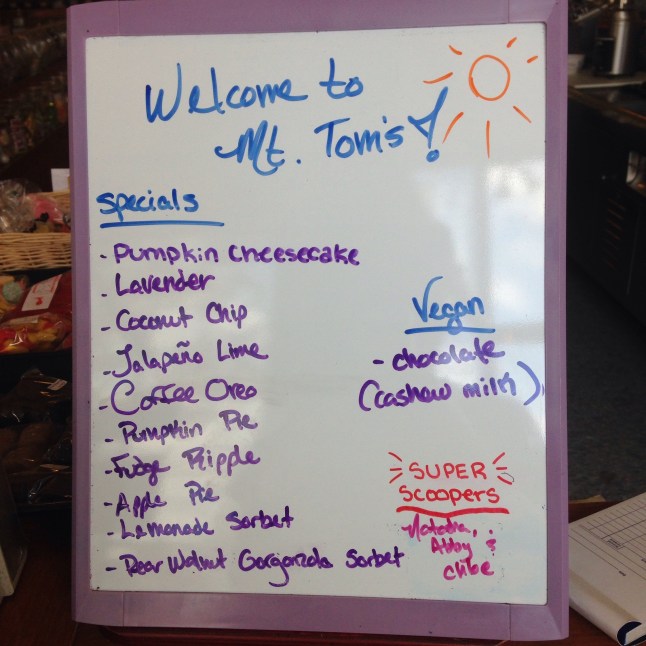 Welcome to
Mt. Tom's!
Specials
- Pumpkin Cheesecake
- Lavender
- Coconut Chip
- Jalapeño Lime
- Coffee Oreo
- Pumpkin Pie
- Fudge Ripple
- Apple Pie
- Lemonade Sorbet
- Pear Walnut Gorgonzola Sorbet
Vegan
- chocolate
(cashew milk)
SUPER
Scoopers
Abby &
Chloe